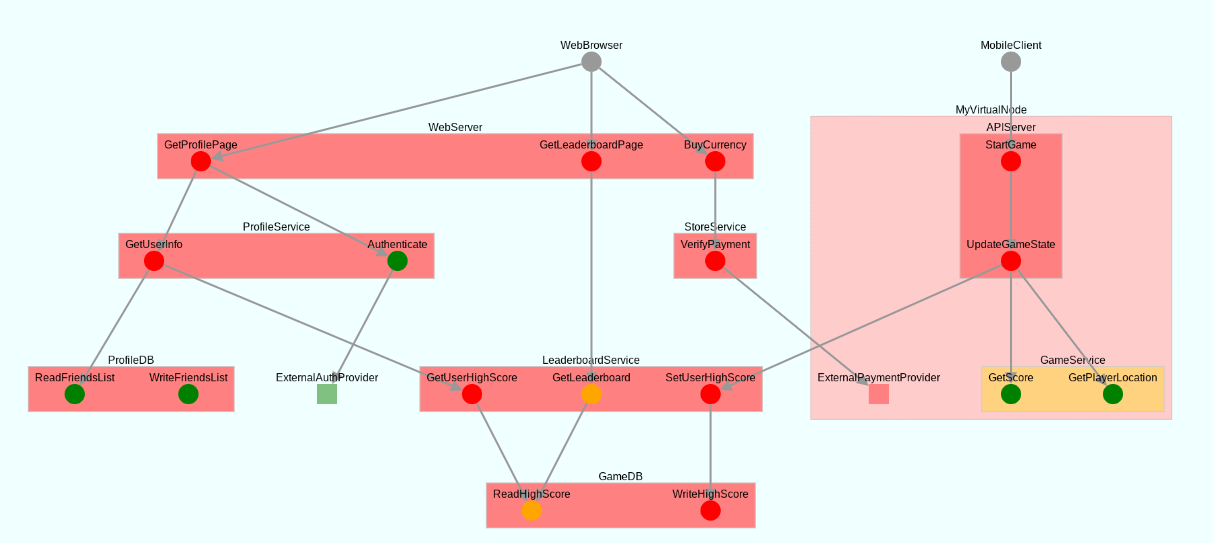 WebBrowser
MobileClient
MyVirtualNode
WebServer
APIServer
GetProfilePage
GetLeaderboardPage
BuyCurrency
StartGame
ProfileService
StoreService
GetUserInfo
Authenticate
VerifyPayment
UpdateGameState
ProfileDB
LeaderboardService
GameService
ReadFriendsList
WriteFriendsList
ExternalAuthProvider
GetUserHighScore
GetLeaderboard
SetUserHighScore
ExternalPaymentProvider
GetScore
GetPlayerLocation
GameDB
ReadHighScore
WriteHighScore